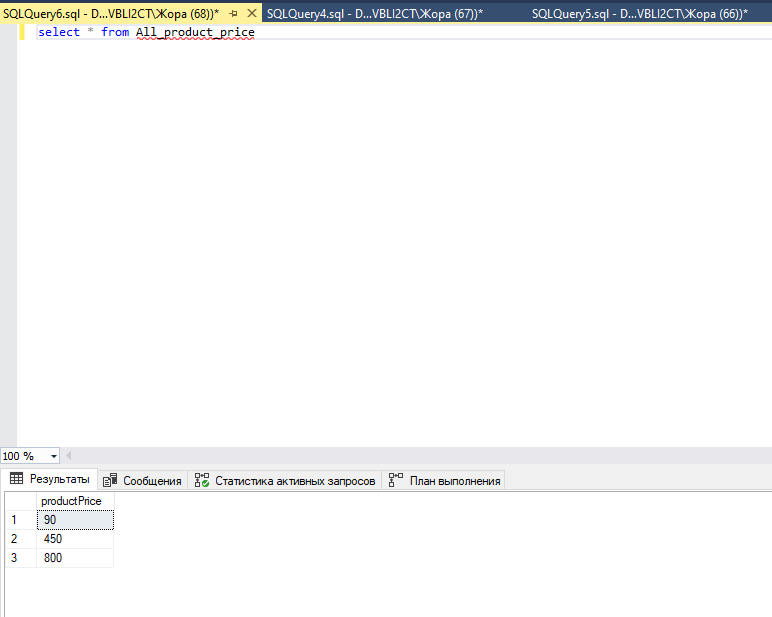 SQLQuery6.sql - D...VBLI2CT\Жора (68))* SQLQuery4.sql - D...VBLI2CT\Жора (67))* SQLQuery5.sql - D...VBLI2CT\Жора (66))*
select * from All_product_price
100 %
Результаты Сообщения Статистика активных запросов План выполнения
productPrice
1 90
2 450
3 800